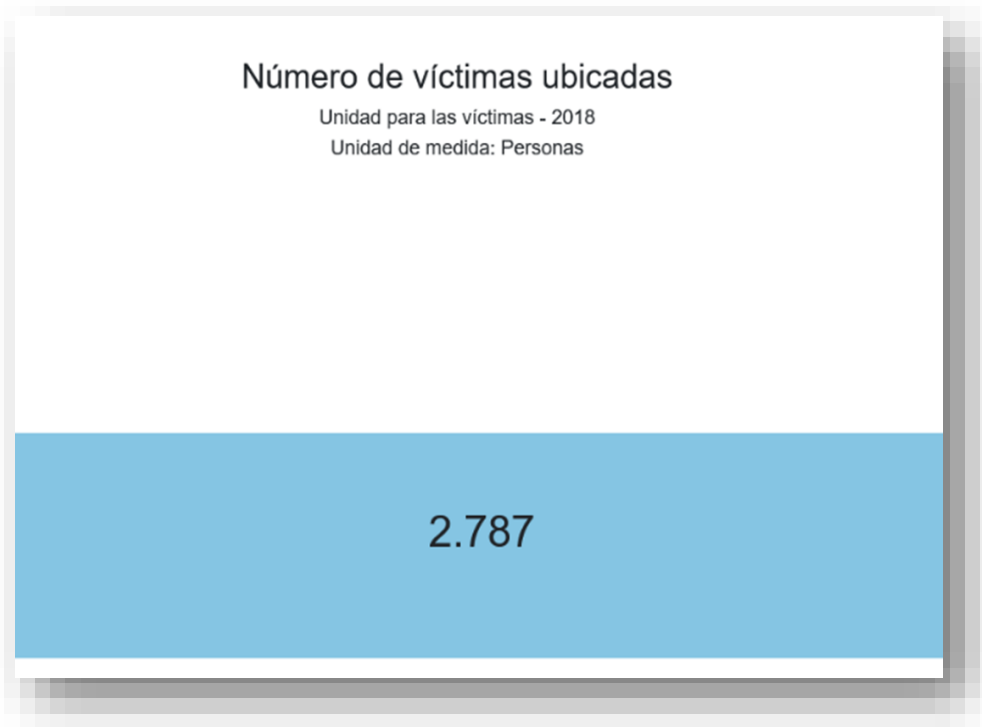 Número de víctimas ubicadas
Unidad para las víctimas - 2018
Unidad de medida: Personas
2.787